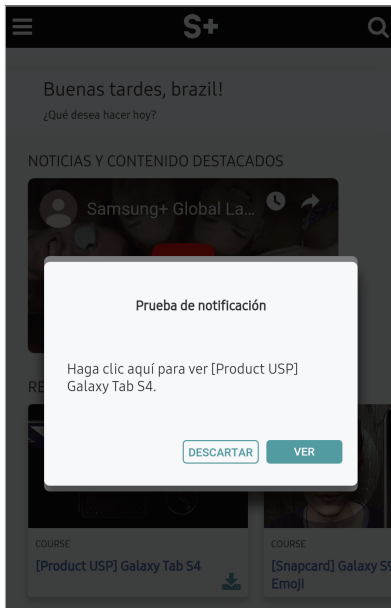 S+
Buenas tardes, brazil!
¿Qué desea hacer hoy?
NOTICIAS Y CONTENIDO DESTACADOS
Samsung+ Global La...
Prueba de notificación
Haga clic aquí para ver [Product USP]
Galaxy Tab S4.
DESCARTAR VER
RE
COURSE
[Product USP] Galaxy Tab S4
COURSE
[Snapcard] Galaxy S9
Emoji